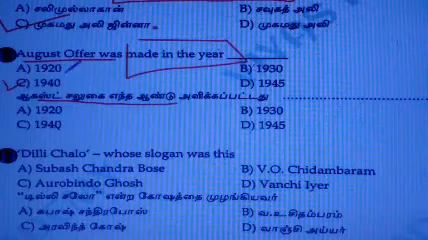 A) சலிமுல்லாகான் B) சவுகத் அலி
C) முகமது அலி ஜின்னா D) முகமது அலி
August Offer was made in the year
A) 1920 B) 1930
C) 1940 D) 1945
ஆகஸ்ட் சலுகை எந்த ஆண்டு அளிக்கப்பட்டது
A) 1920 B) 1930
C) 1940 D) 1945
'Dilli Chalo' – whose slogan was this
A) Subash Chandra Bose B) V.O. Chidambaram
C) Aurobindo Ghosh D) Vanchi Iyer
"டில்லி சலோ" என்ற கோஷத்தை முழங்கியவர்
A) சுபாஷ் சந்திரபோஸ் B) வ.உ.சிதம்பரம்
C) அரவிந்த் கோஷ் D) வாஞ்சி அய்யர்